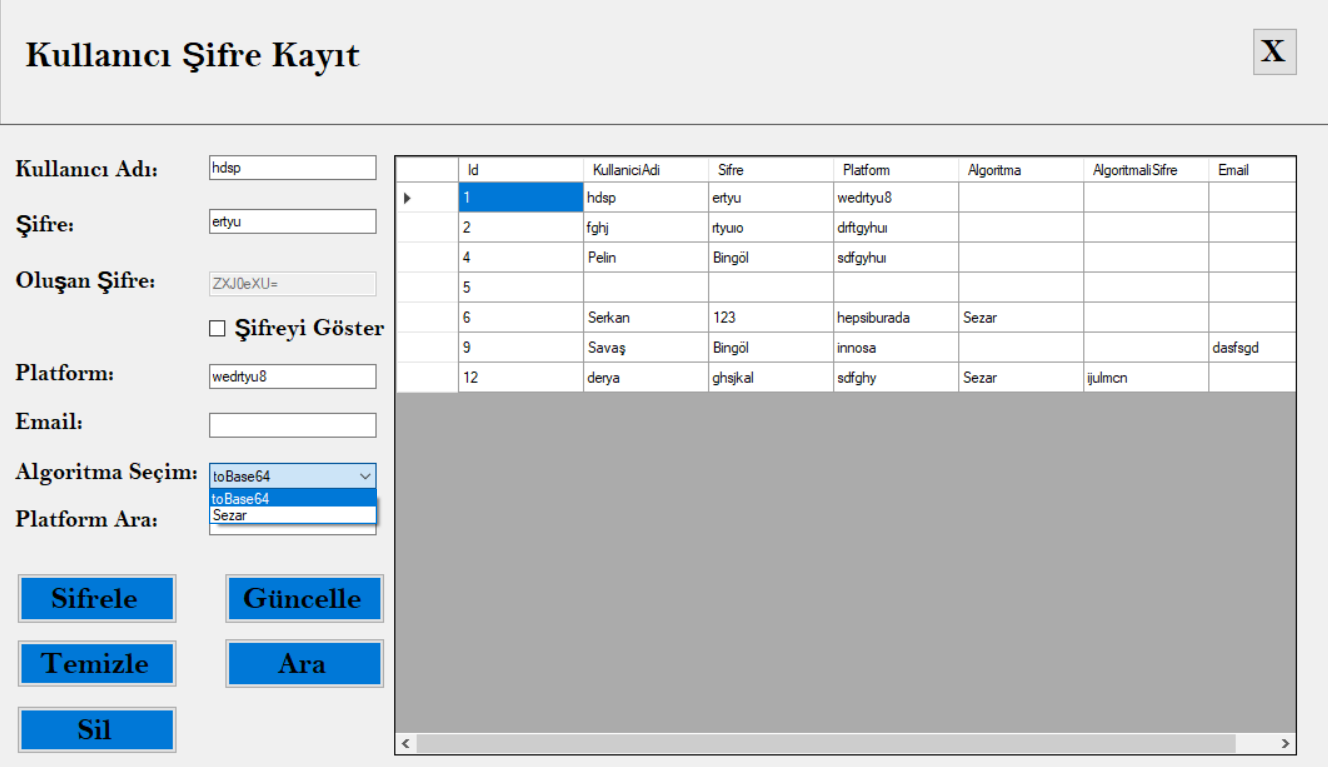 Kullanıcı Şifre Kayıt
X
Kullanıcı Adı: hdsp
Şifre: ertyu
Oluşan Şifre: ZXJ0eXU=
Şifreyi Göster
Platform: wedrtyu8
Email:
Algoritma Seçim: toBase64
toBase64
Sezar
Platform Ara:
Sifrele Güncelle
Temizle Ara
Sil
Id KullaniciAdi Sifre Platform Algoritma AlgoritmaliSifre Email
1 hdsp ertyu wedrtyu8
2 fghj rtyuıo drftgyhuı
4 Pelin Bingöl sdfgyhuı
5
6 Serkan 123 hepsiburada Sezar
9 Savaş Bingöl innosa dasfsgd
12 derya ghsjkal sdfghy Sezar ijulmcn